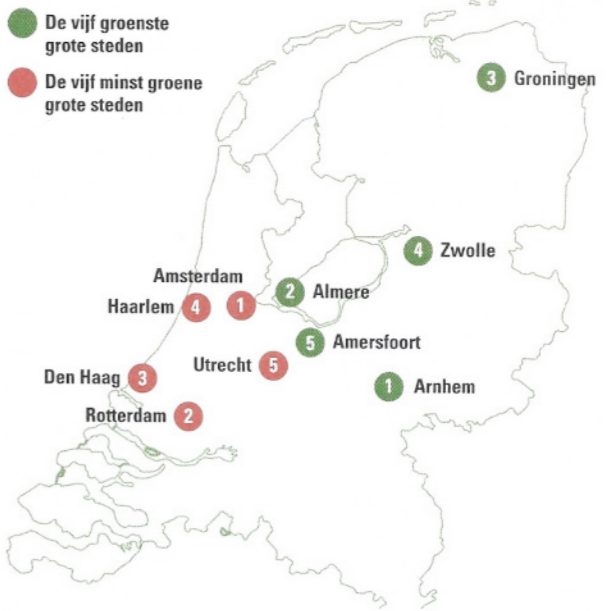 De vijf groenste
grote steden
De vijf minst groene
grote steden
3 Groningen
4 Zwolle
Amsterdam
1
2 Almere
Haarlem 4
5 Amersfoort
Utrecht 5
Den Haag 3
1 Arnhem
Rotterdam 2